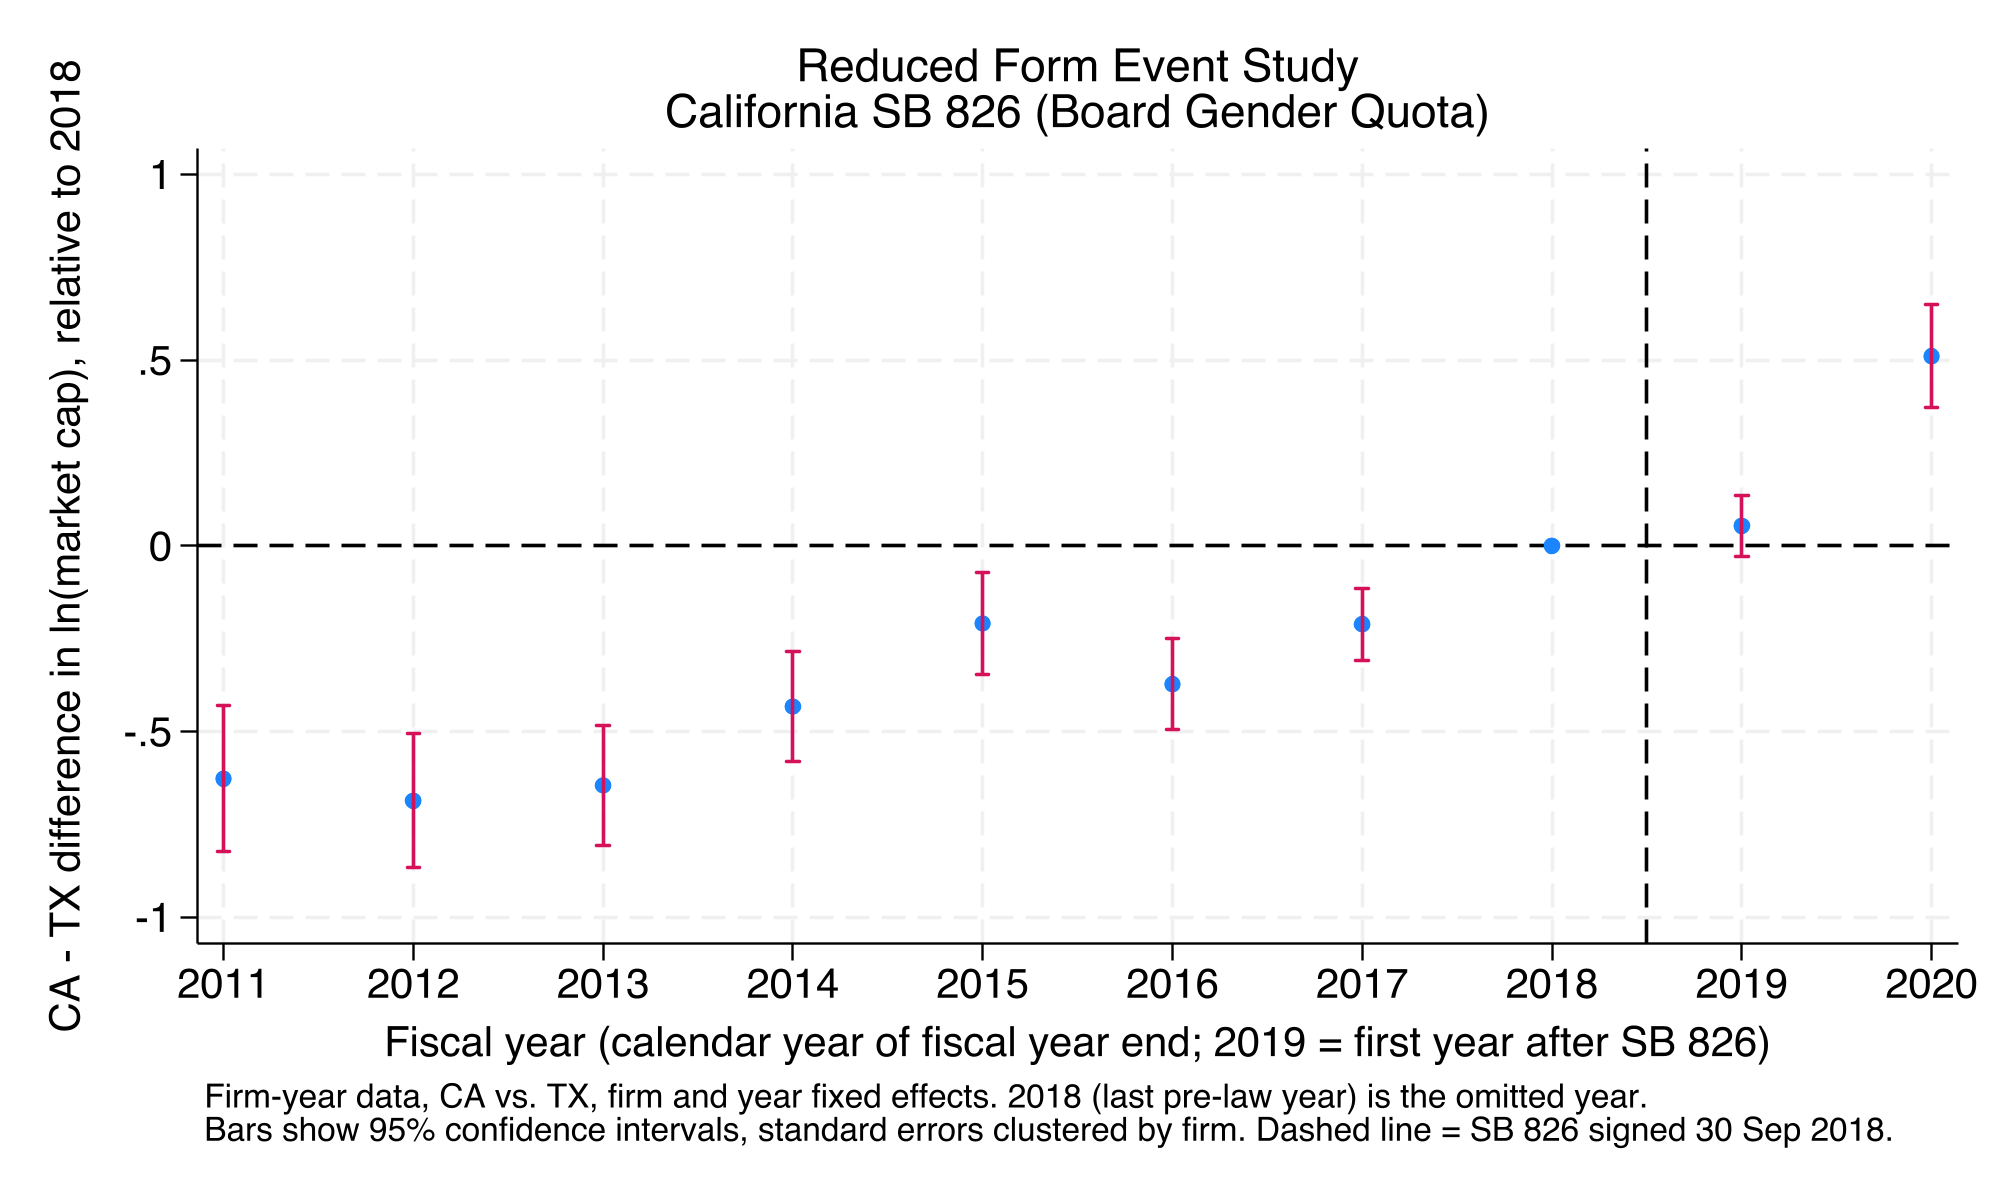 Reduced Form Event Study
California SB 826 (Board Gender Quota)
CA - TX difference in ln(market cap), relative to 2018
1
.5
0
-.5
-1
2011 2012 2013 2014 2015 2016 2017 2018 2019 2020
Fiscal year (calendar year of fiscal year end; 2019 = first year after SB 826)
Firm-year data, CA vs. TX, firm and year fixed effects. 2018 (last pre-law year) is the omitted year.
Bars show 95% confidence intervals, standard errors clustered by firm. Dashed line = SB 826 signed 30 Sep 2018.